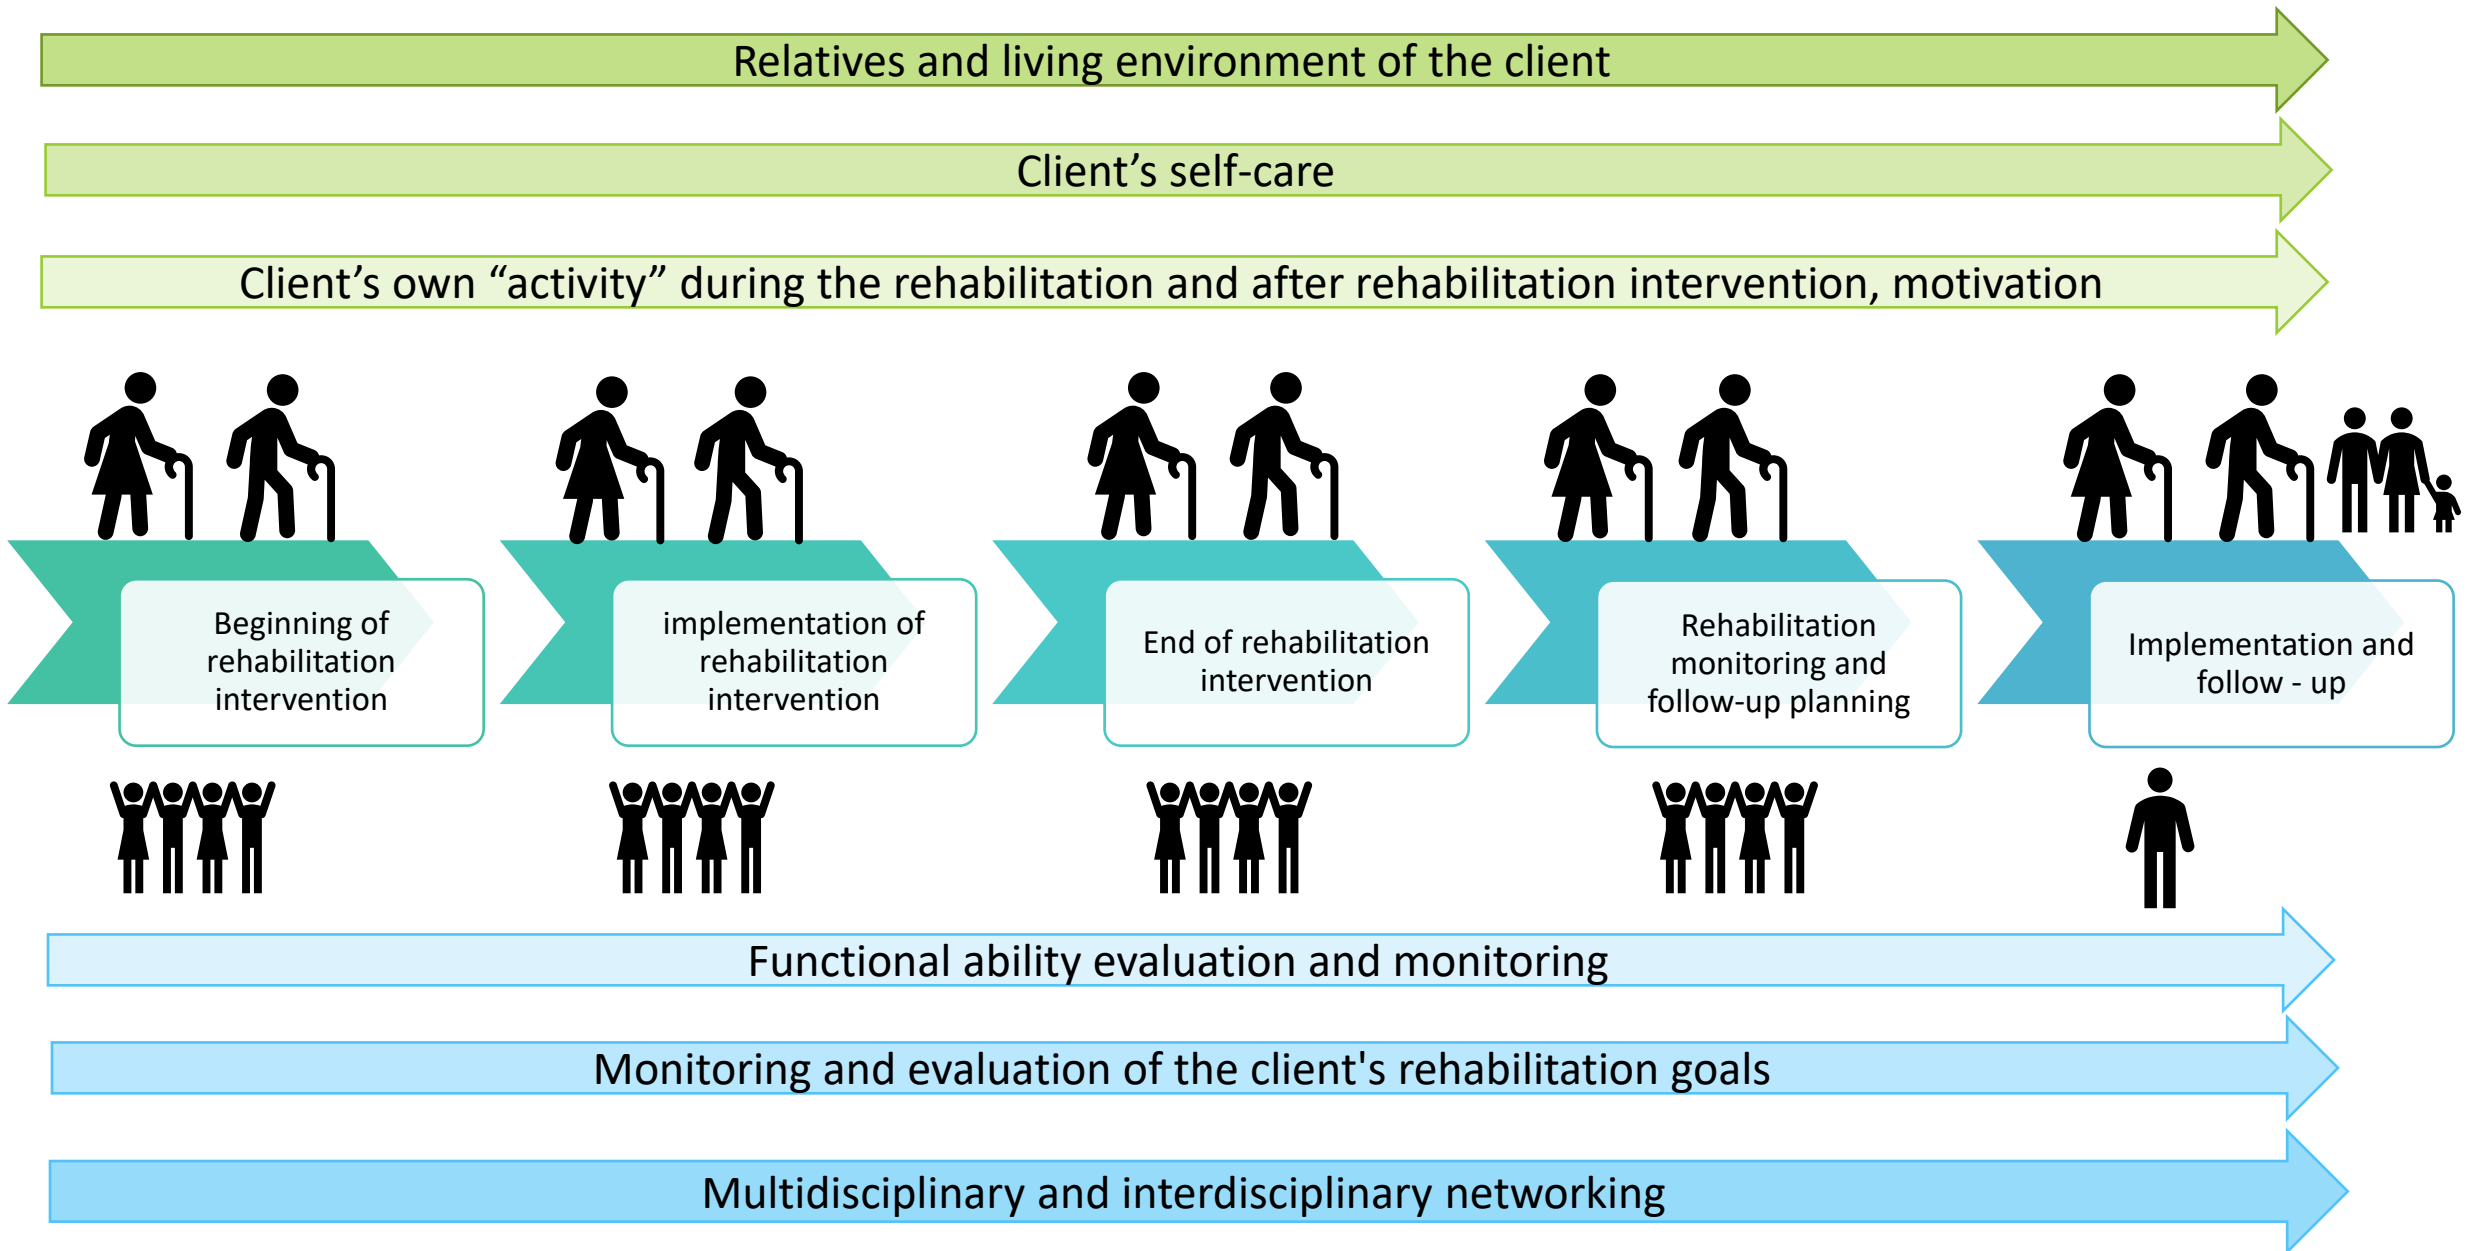 Relatives and living environment of the client
Client’s self-care
Client’s own “activity” during the rehabilitation and after rehabilitation intervention, motivation
Beginning of
rehabilitation
intervention
implementation of
rehabilitation
intervention
End of rehabilitation
intervention
Rehabilitation
monitoring and
follow-up planning
Implementation and
follow - up
Functional ability evaluation and monitoring
Monitoring and evaluation of the client's rehabilitation goals
Multidisciplinary and interdisciplinary networking